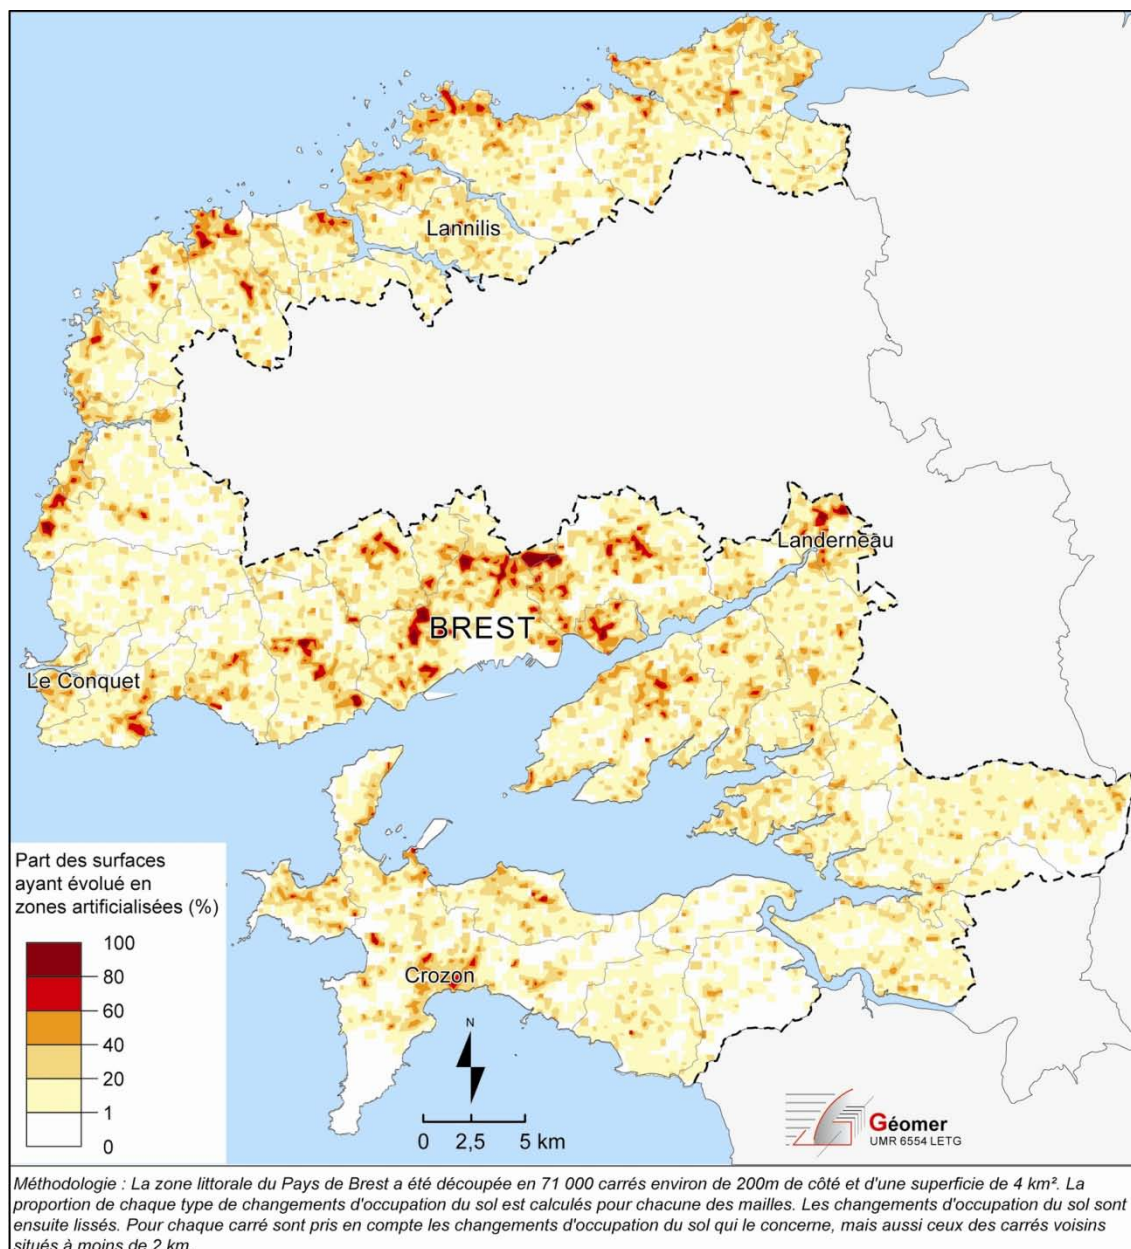 Lannilis
Landerneau
BREST
Le Conquet
Crozon
Part des surfaces
ayant évolué en
zones artificialisées (%)
100
80
60
40
20
1
0
N
0 2,5 5 km
Géomer
UMR 6554 LETG
Méthodologie : La zone littorale du Pays de Brest a été découpée en 71 000 carrés environ de 200m de côté et d'une superficie de 4 km². La
proportion de chaque type de changements d'occupation du sol est calculés pour chacune des mailles. Les changements d'occupation du sol sont
ensuite lissés. Pour chaque carré sont pris en compte les changements d'occupation du sol qui le concerne, mais aussi ceux des carrés voisins
situés à moins de 2 km..